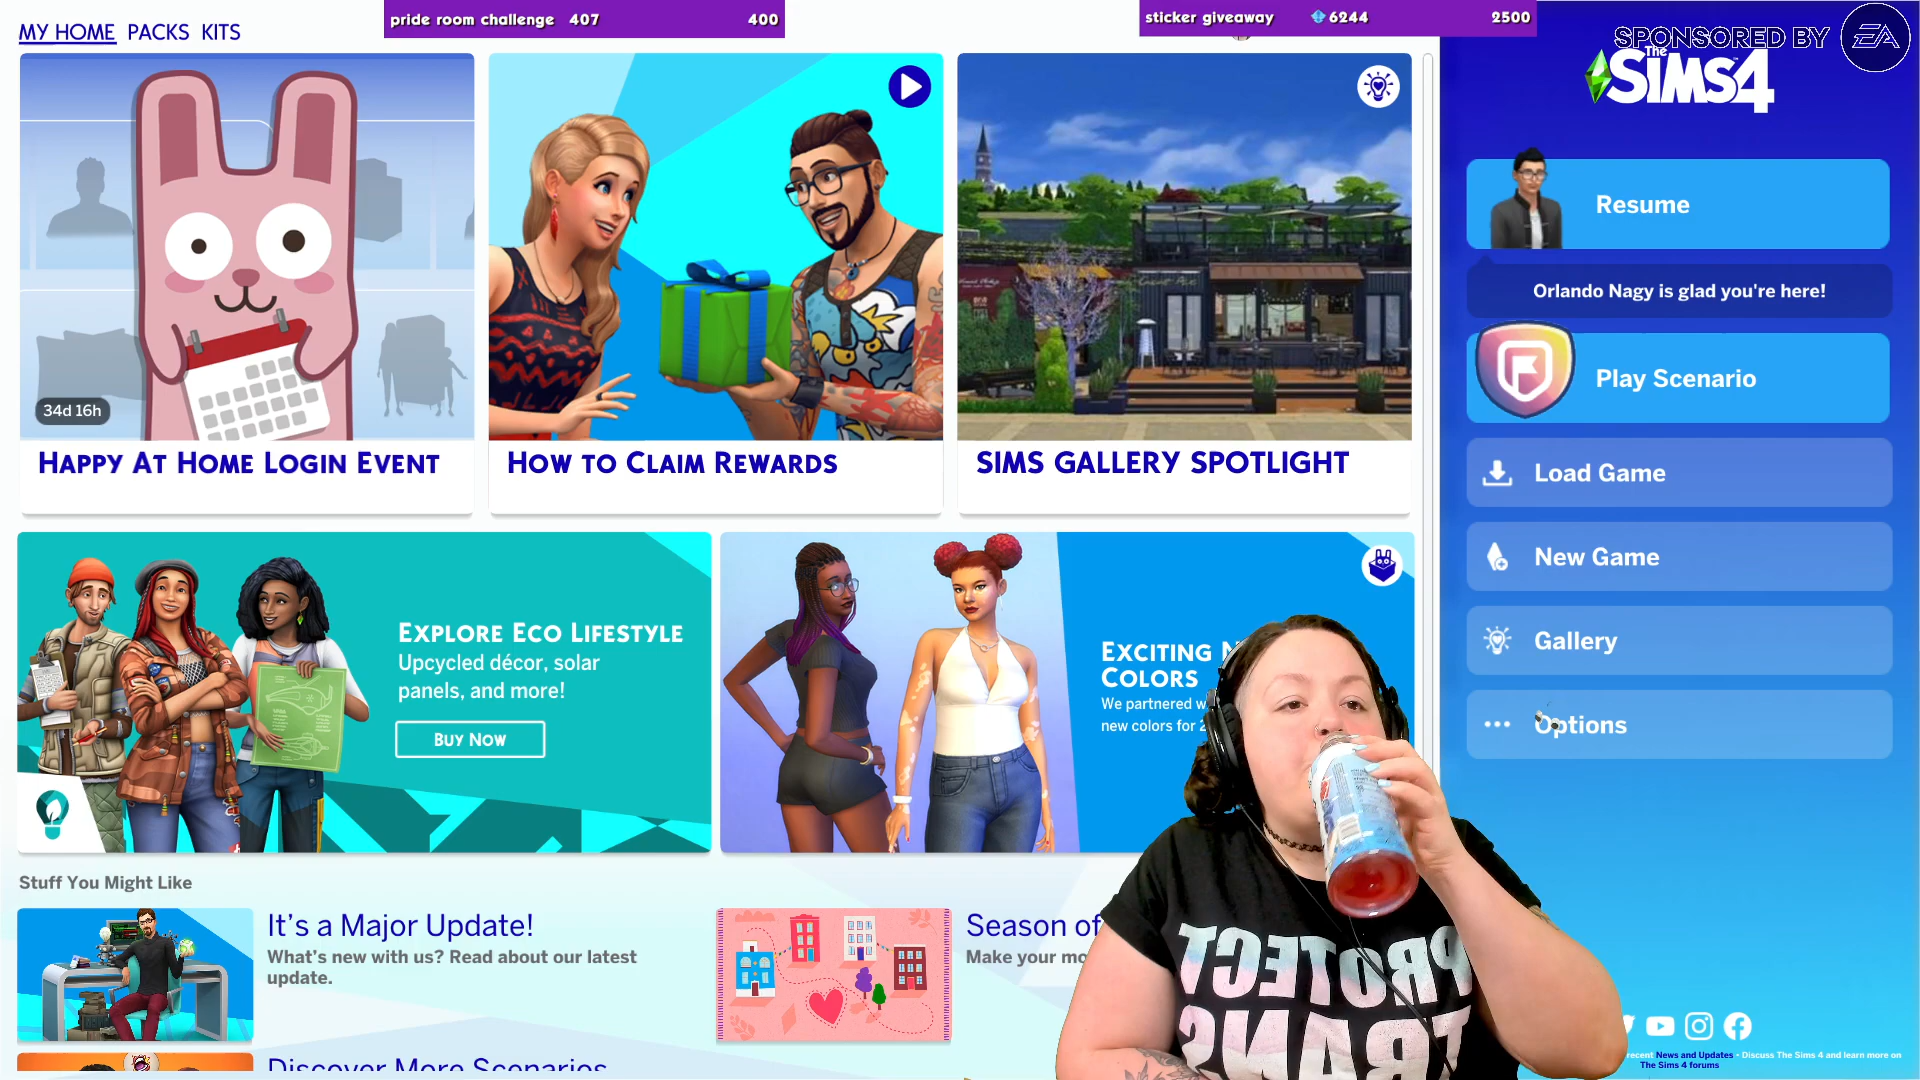 pride room challenge 407 400
sticker giveaway 6244 2500
MY HOME PACKS KITS
SPONSORED BY EA
The SIMS 4
34d 16h
HAPPY AT HOME LOGIN EVENT
HOW TO CLAIM REWARDS
SIMS GALLERY SPOTLIGHT
Resume
Orlando Nagy is glad you're here!
Play Scenario
Load Game
New Game
Gallery
Options
EXPLORE ECO LIFESTYLE
Upcycled décor, solar
panels, and more!
BUY NOW
EXCITING
COLORS
We partnered
new colors for
Stuff You Might Like
It's a Major Update!
What's new with us? Read about our latest
update.
Season of
Make your
Discover More Scenarios
PROTECT
TRANS
recent News and Updates • Discuss The Sims 4 and learn more on
The Sims 4 forums